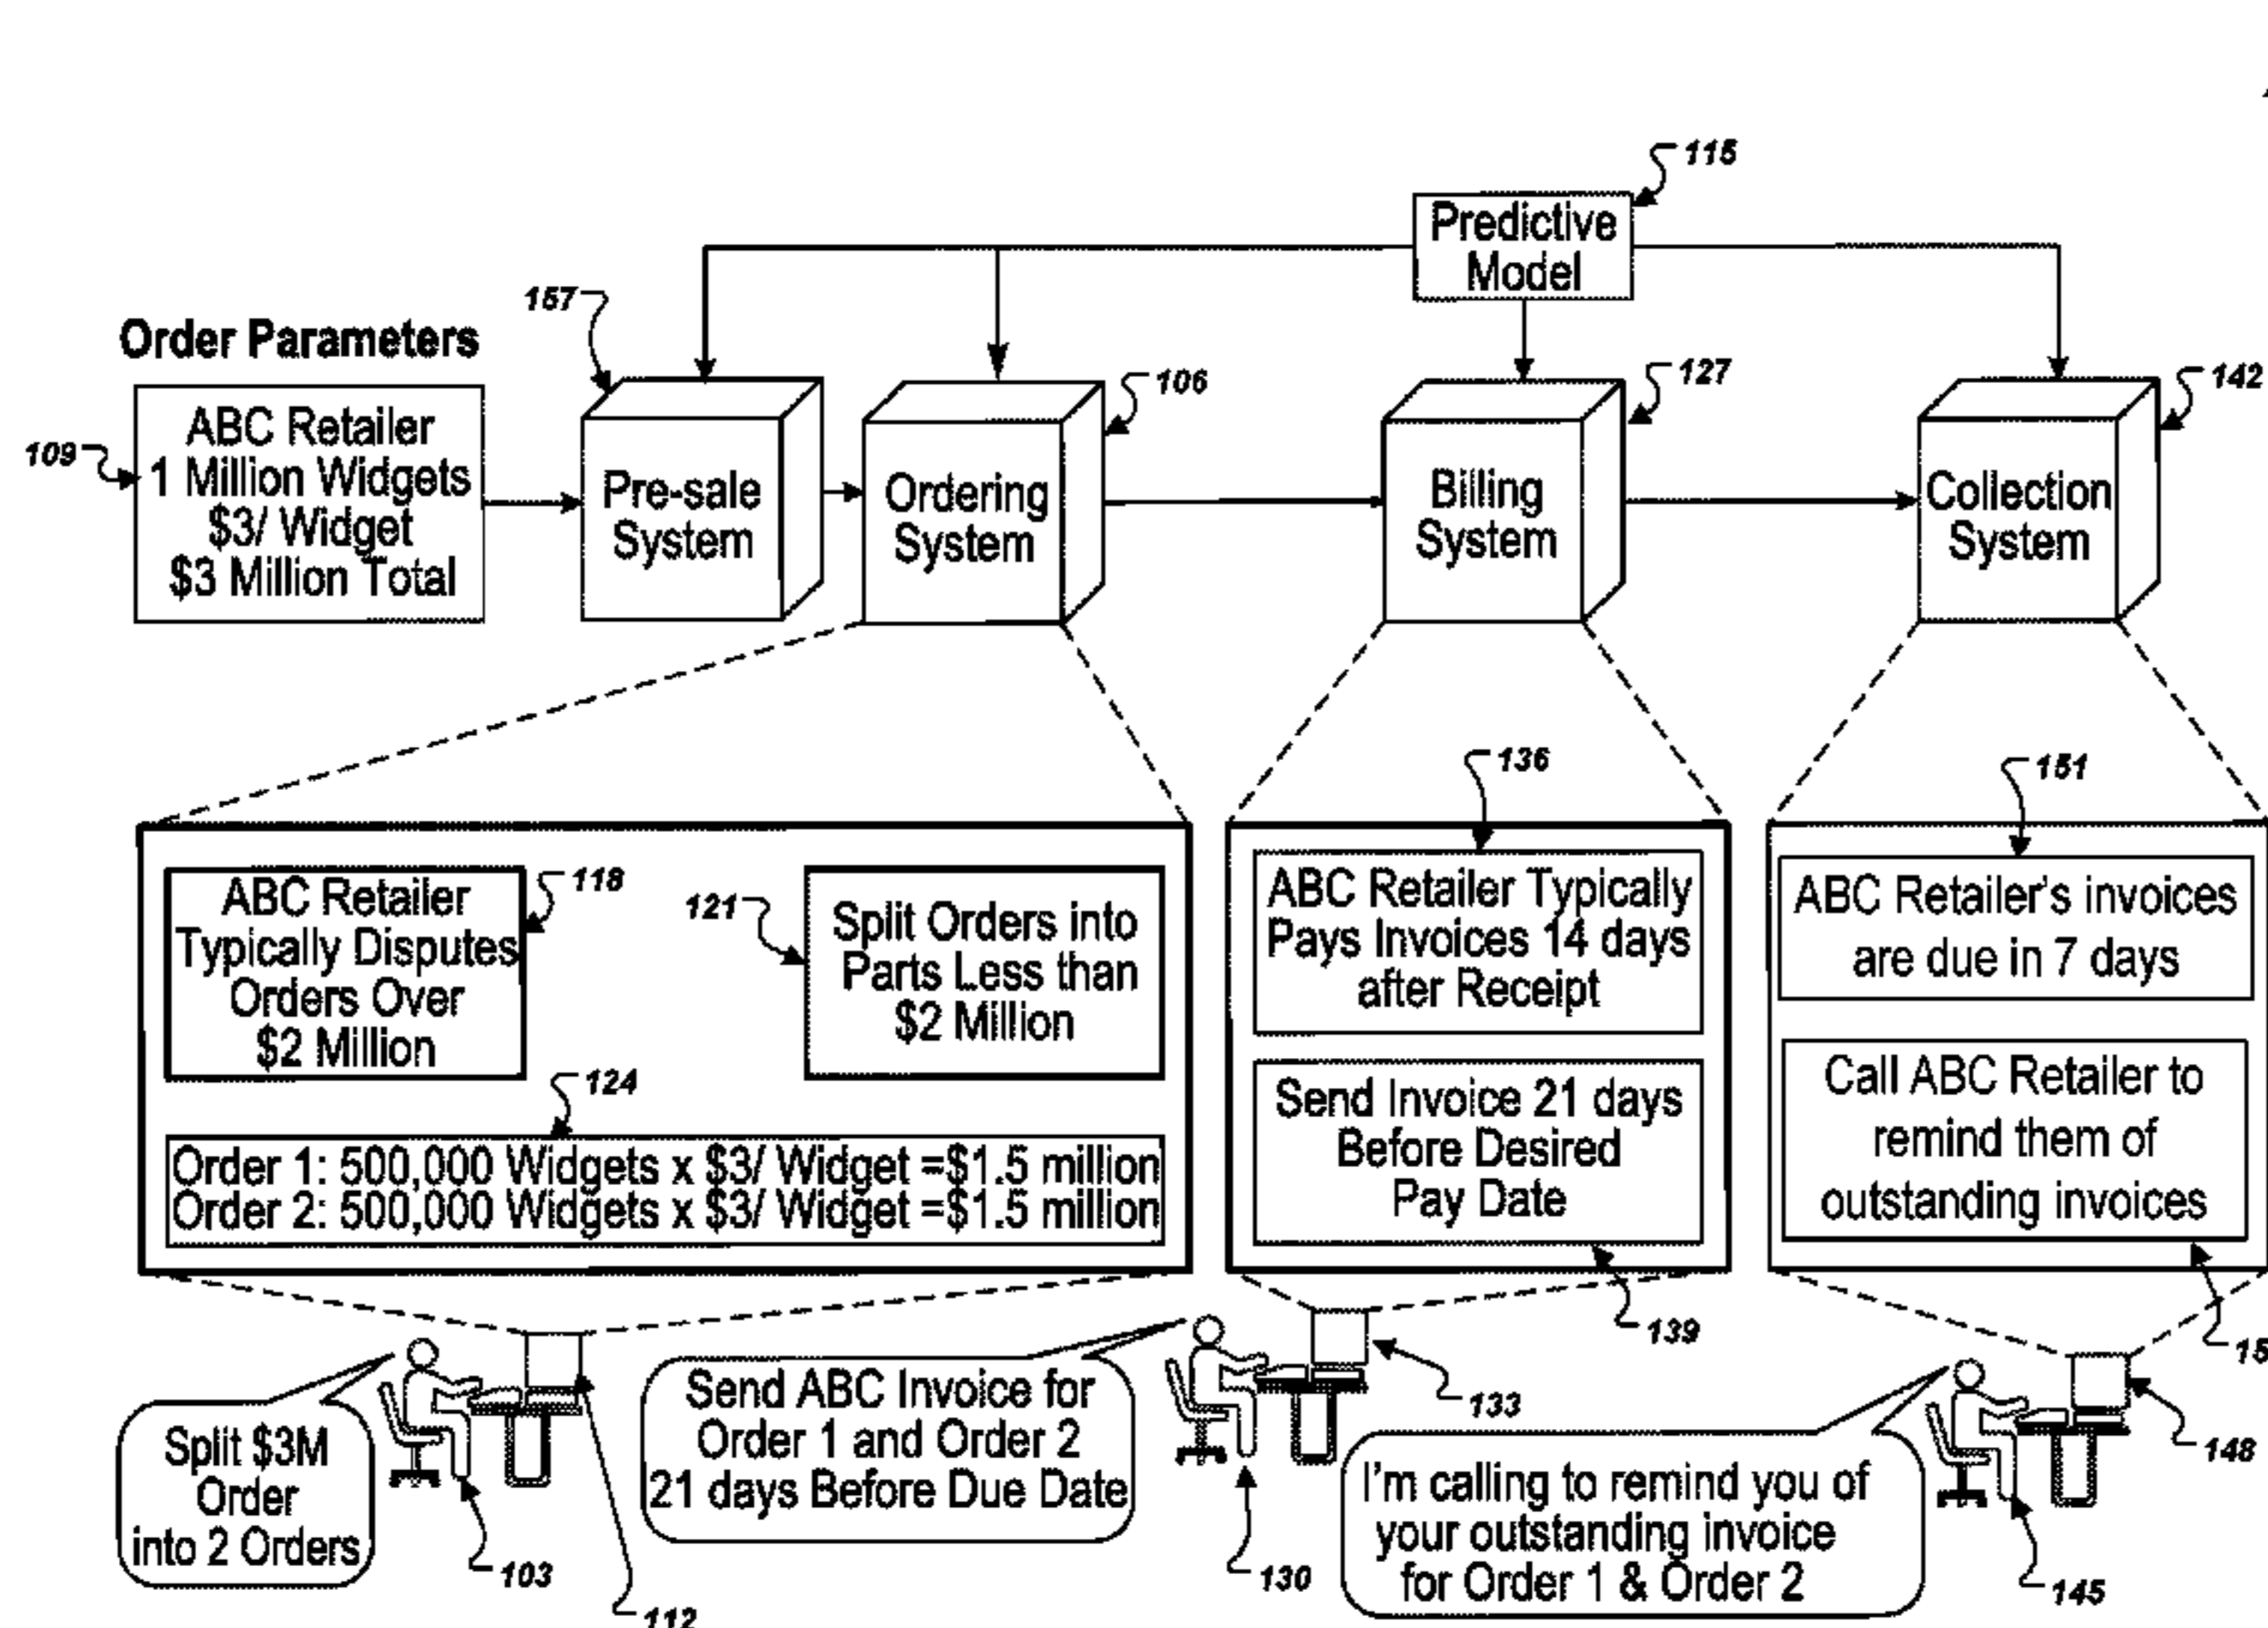 115
Predictive
Model
157
Order Parameters
106
127
142
109
ABC Retailer
1 Million Widgets
$3/ Widget
$3 Million Total
Pre-sale
System
Ordering
System
Billing
System
Collection
System
136
151
118
121
ABC Retailer
Typically Disputes
Orders Over
$2 Million
Split Orders into
Parts Less than
$2 Million
124
Order 1: 500,000 Widgets x $3/ Widget =$1.5 million
Order 2: 500,000 Widgets x $3/ Widget =$1.5 million
ABC Retailer Typically
Pays Invoices 14 days
after Receipt
Send Invoice 21 days
Before Desired
Pay Date
ABC Retailer's invoices
are due in 7 days
Call ABC Retailer to
remind them of
outstanding invoices
139
133
148
Split $3M
Order
into 2 Orders
103
112
Send ABC Invoice for
Order 1 and Order 2
21 days Before Due Date
130
I'm calling to remind you of
your outstanding invoice
for Order 1 & Order 2
145